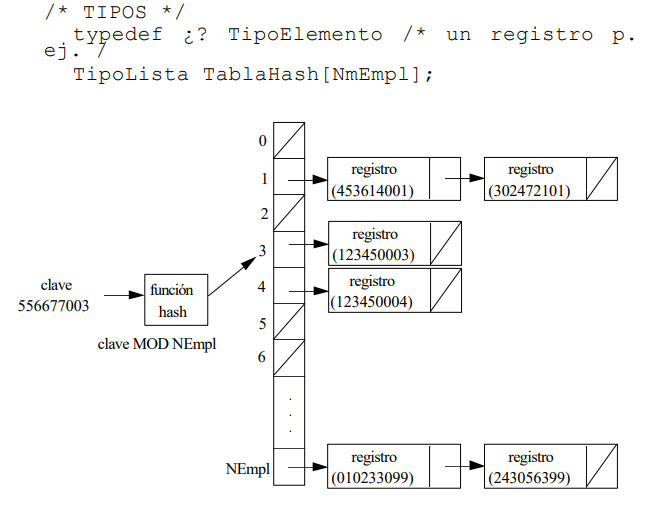 /* TIPOS */
typedef ¿? TipoElemento /* un registro p.
ej. /
TipoLista TablaHash[NmEmpl];
0
1
registro
(453614001)
registro
(302472101)
2
3
registro
(123450003)
clave
556677003
función
hash
clave MOD NEmpl
4
registro
(123450004)
5
6
.
.
.
NEmpl
registro
(010233099)
registro
(243056399)